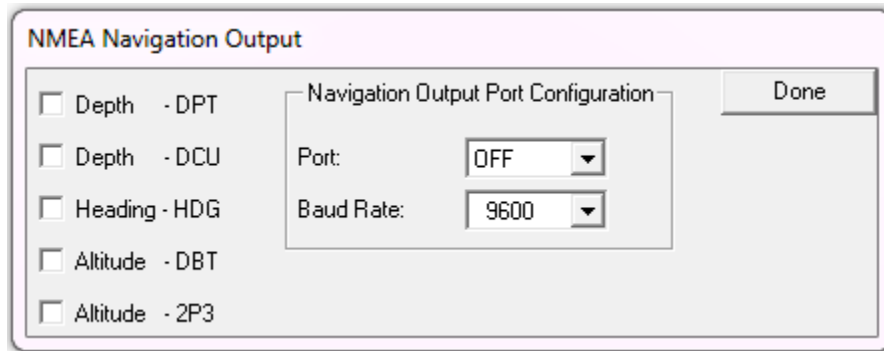 NMEA Navigation Output
Depth - DPT
Depth - DCU
Heading - HDG
Altitude - DBT
Altitude - 2P3
Navigation Output Port Configuration
Port: OFF
Baud Rate: 9600
Done